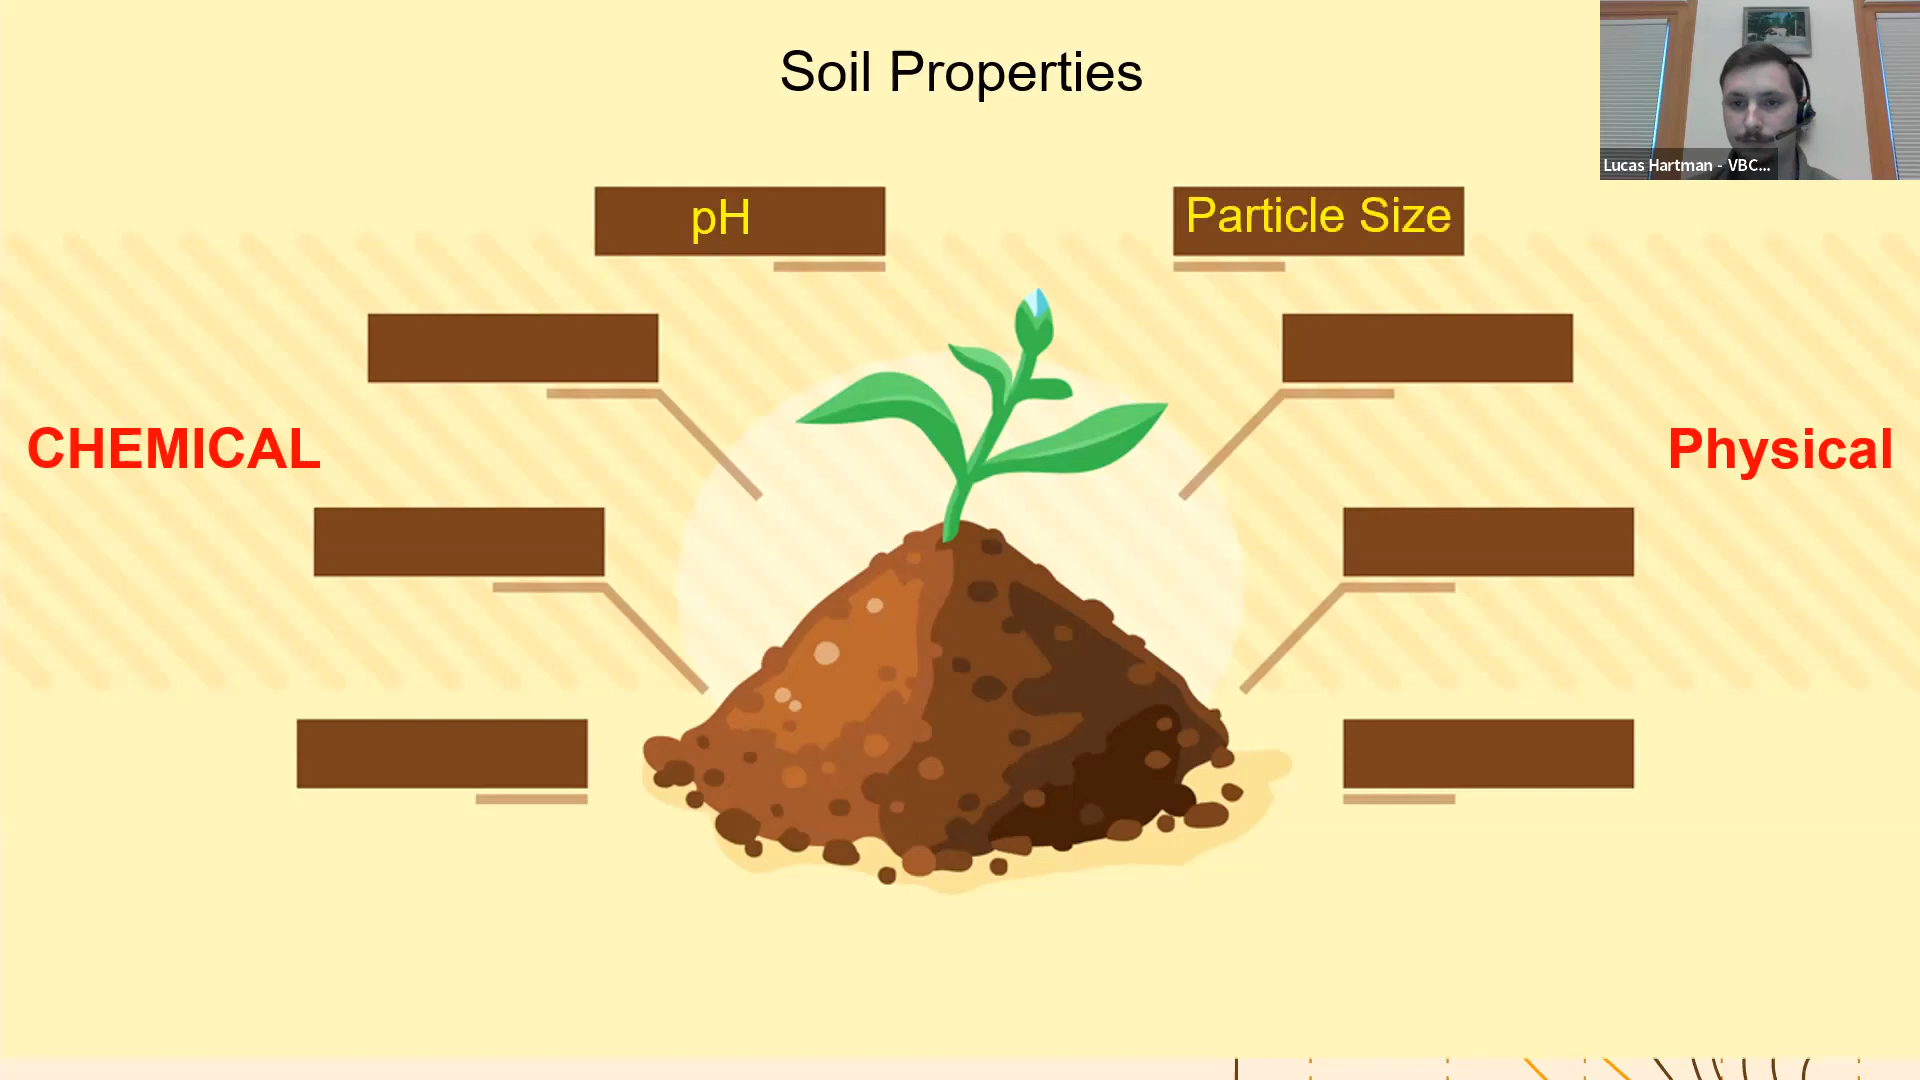 Soil Properties
Lucas Hartman - VBC...
pH
Particle Size
CHEMICAL
Physical